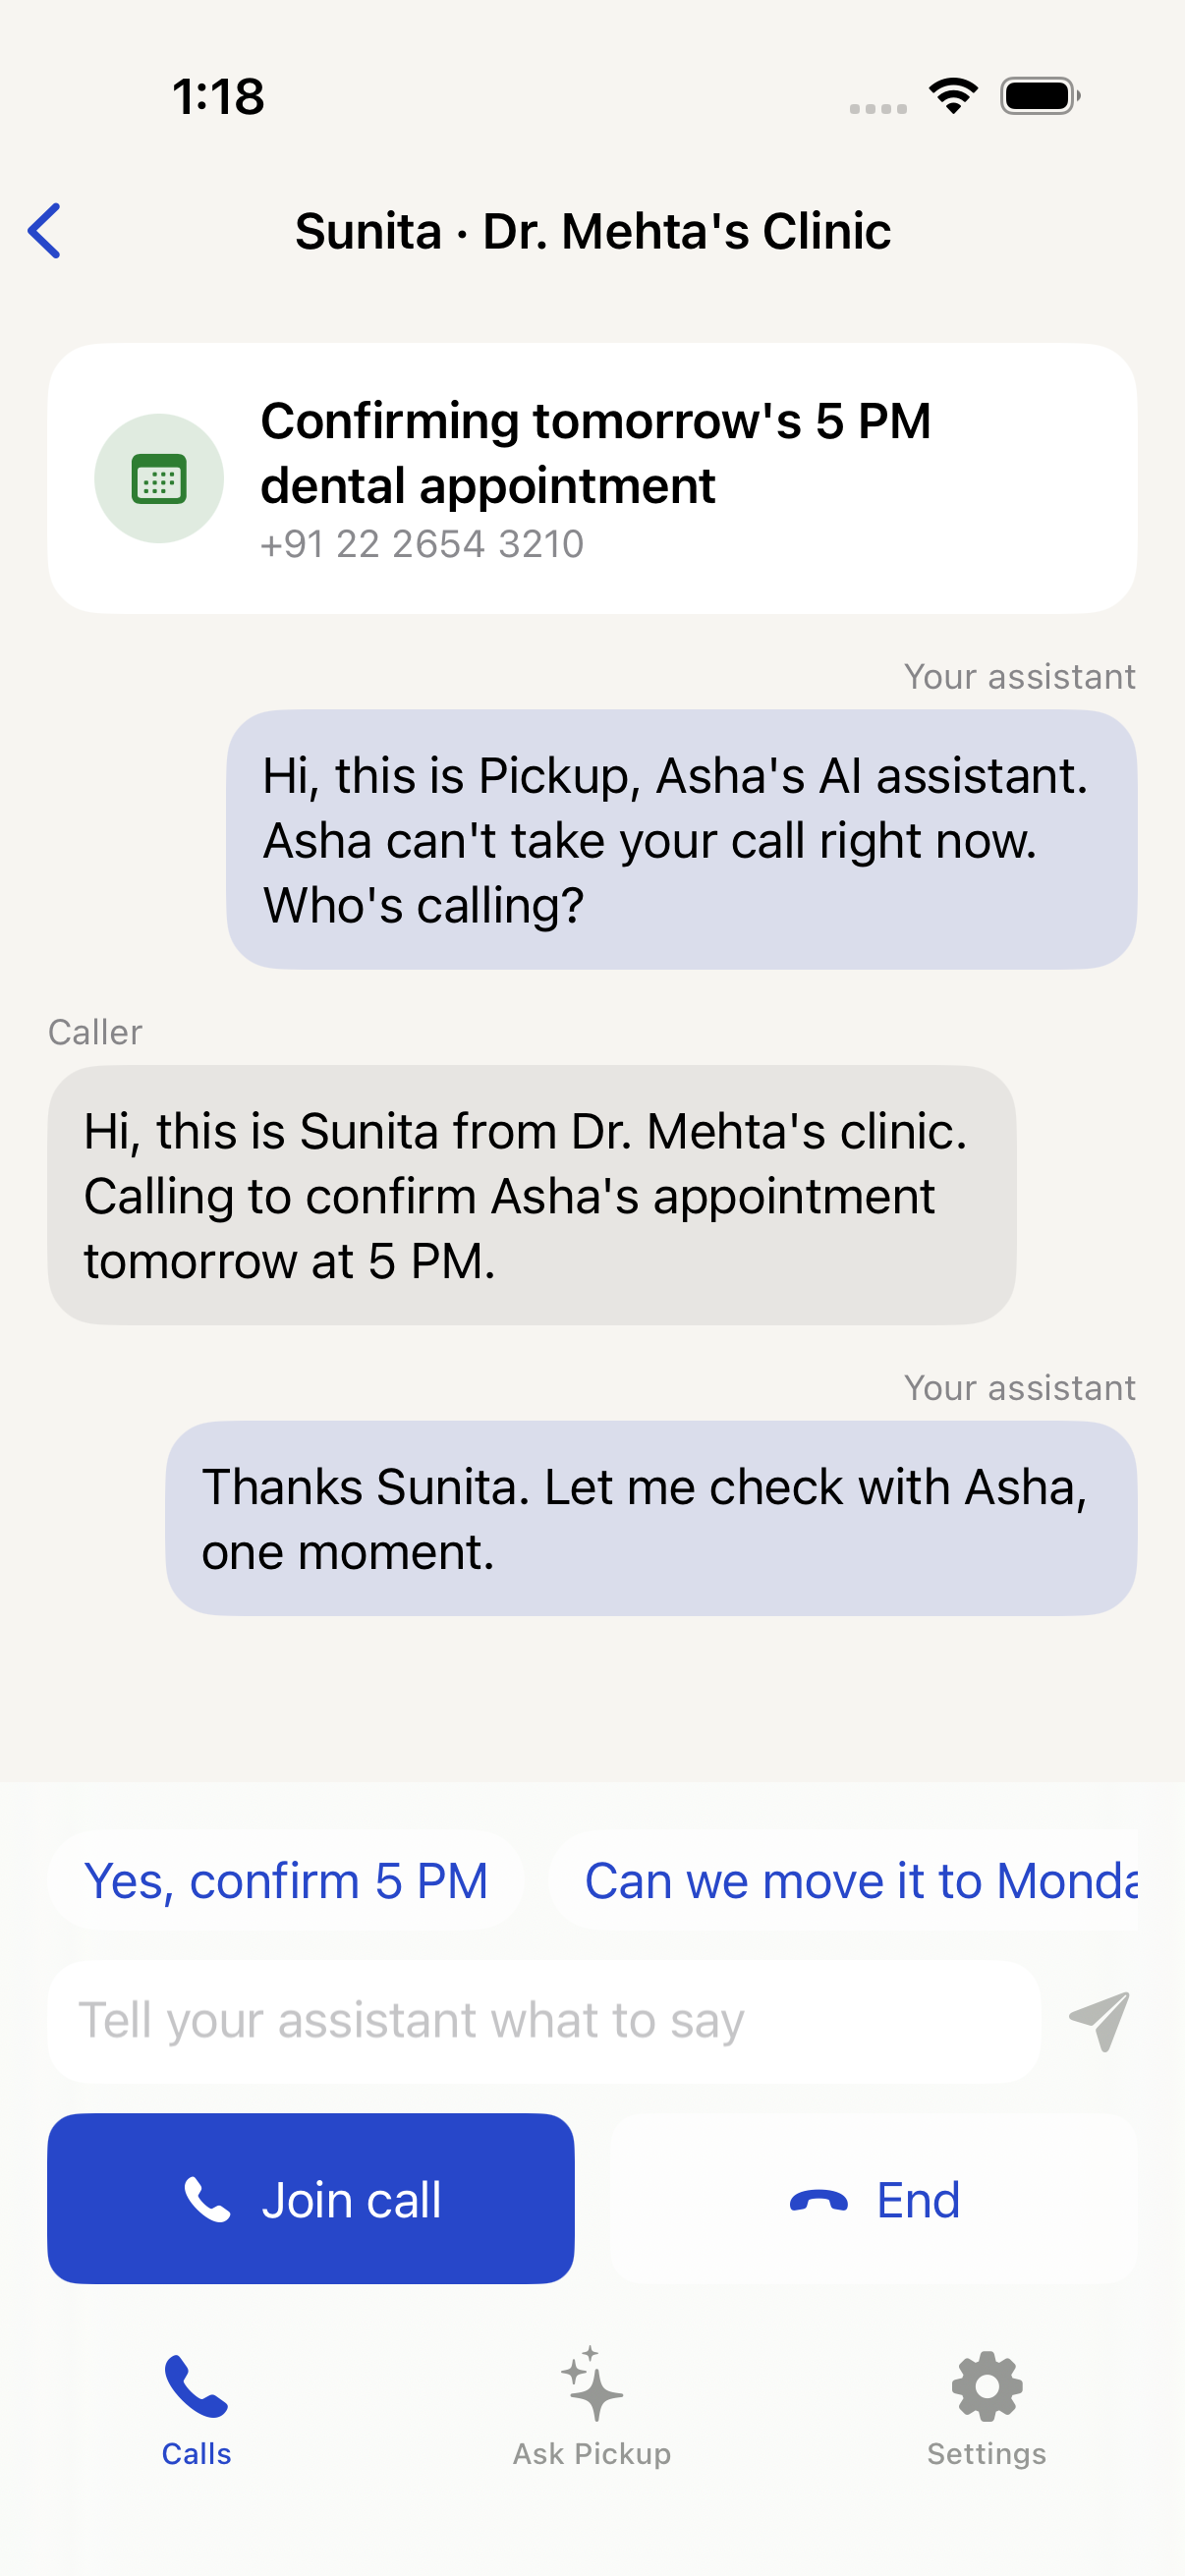 1:18
Sunita · Dr. Mehta's Clinic
Confirming tomorrow's 5 PM
dental appointment
+91 22 2654 3210
Your assistant
Hi, this is Pickup, Asha's AI assistant.
Asha can't take your call right now.
Who's calling?
Caller
Hi, this is Sunita from Dr. Mehta's clinic.
Calling to confirm Asha's appointment
tomorrow at 5 PM.
Your assistant
Thanks Sunita. Let me check with Asha,
one moment.
Yes, confirm 5 PM
Can we move it to
Tell your assistant what to say
Join call
End
Calls
Ask Pickup
Settings